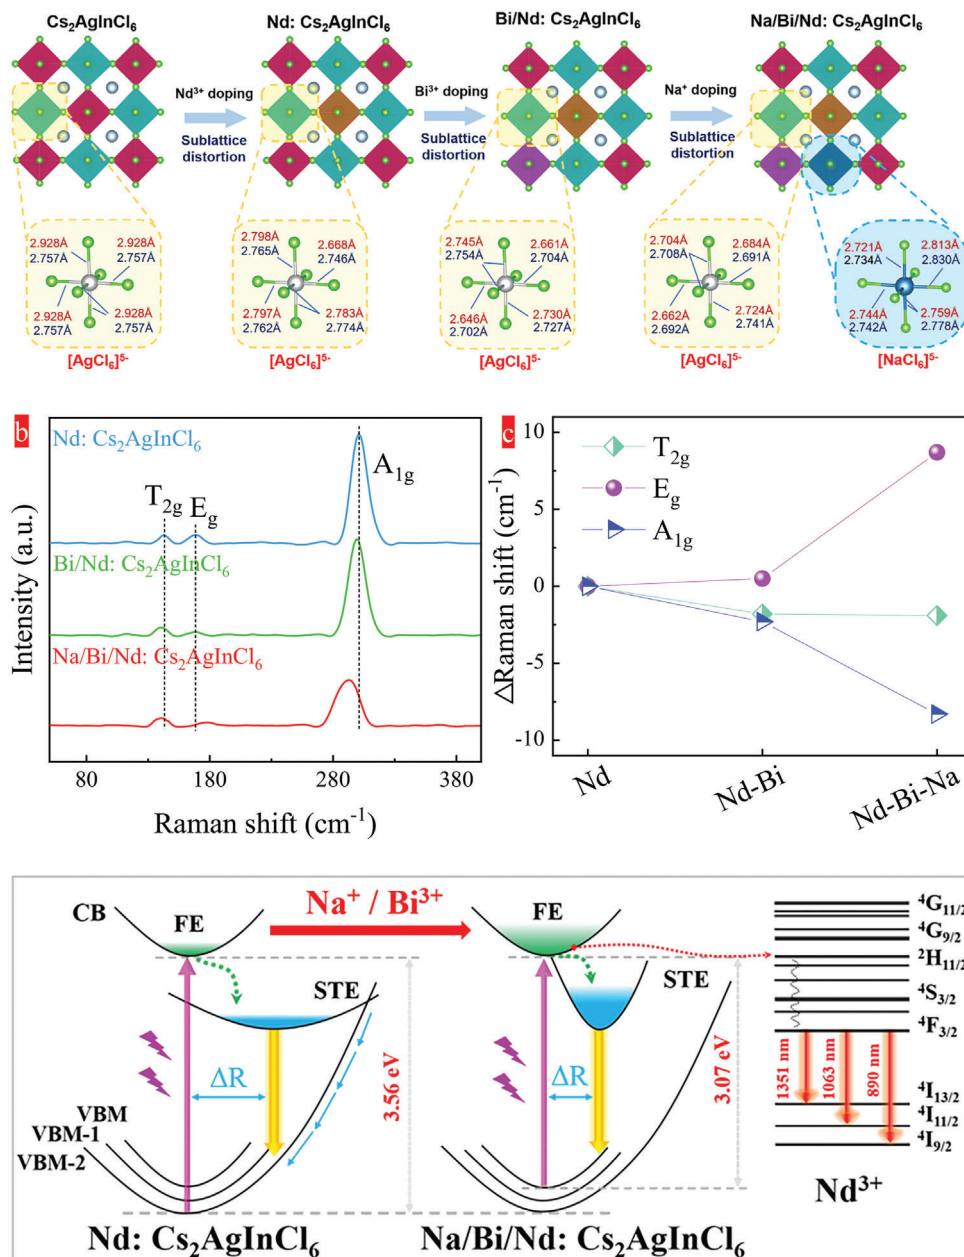 Cs₂AgInCl₆
Nd: Cs₂AgInCl₆
Bi/Nd: Cs₂AgInCl₆
Na/Bi/Nd: Cs₂AgInCl₆
Nd³⁺ doping
Sublattice
distortion
Bi³⁺ doping
Sublattice
distortion
Na⁺ doping
Sublattice
distortion
2.928Å
2.757Å
2.928Å
2.757Å
2.928Å
2.757Å
2.928Å
2.757Å
[AgCl₆]⁵⁻
2.798Å
2.765Å
2.668Å
2.746Å
2.797Å
2.762Å
2.783Å
2.774Å
[AgCl₆]⁵⁻
2.745Å
2.754Å
2.661Å
2.704Å
2.646Å
2.702Å
2.730Å
2.727Å
[AgCl₆]⁵⁻
2.704Å
2.708Å
2.684Å
2.691Å
2.662Å
2.692Å
2.724Å
2.741Å
[AgCl₆]⁵⁻
2.721Å
2.734Å
2.813Å
2.830Å
2.744Å
2.742Å
2.759Å
2.778Å
[NaCl₆]⁵⁻
b
Nd: Cs₂AgInCl₆
T₂g
Eg
A₁g
Bi/Nd: Cs₂AgInCl₆
Na/Bi/Nd: Cs₂AgInCl₆
Intensity (a.u.)
80
180
280
380
Raman shift (cm⁻¹)
c
T₂g
Eg
A₁g
ΔRaman shift (cm⁻¹)
10
5
0
-5
-10
Nd
Nd-Bi
Nd-Bi-Na
CB
FE
Na⁺ / Bi³⁺
STE
ΔR
3.56 eV
VBM
VBM-1
VBM-2
Nd: Cs₂AgInCl₆
FE
STE
ΔR
3.07 eV
Na/Bi/Nd: Cs₂AgInCl₆
⁴G₁₁/₂
⁴G₉/₂
²H₁₁/₂
⁴S₃/₂
⁴F₃/₂
1351 nm
1063 nm
890 nm
⁴I₁₃/₂
⁴I₁₁/₂
⁴I₉/₂
Nd³⁺